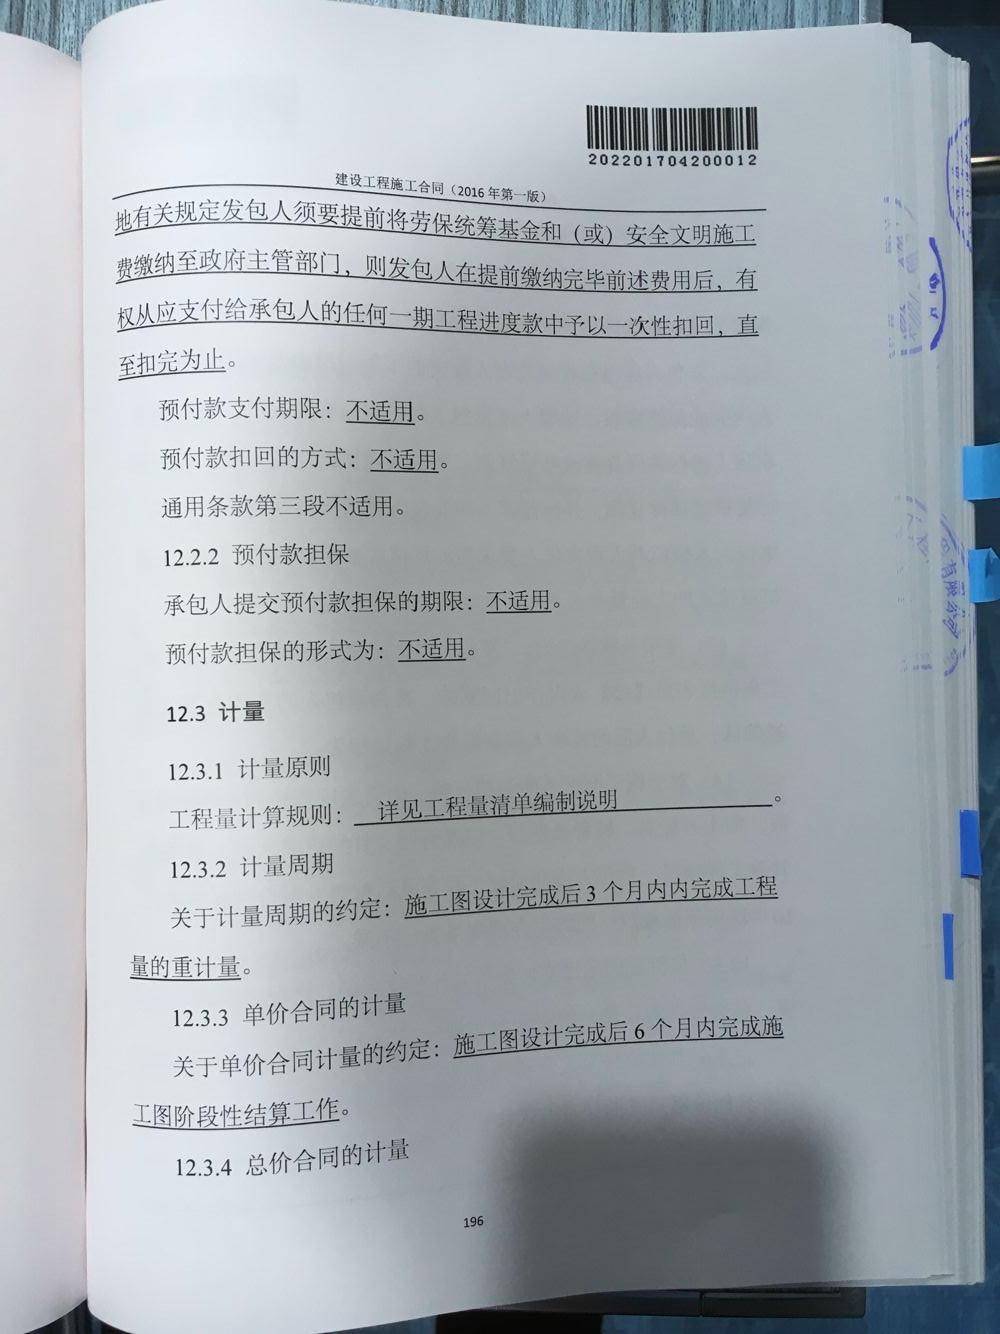 202201704200012
建设工程施工合同（2016 年第一版）
地有关规定发包人须要提前将劳保统筹基金和（或）安全文明施工
费缴纳至政府主管部门，则发包人在提前缴纳完毕前述费用后，有
权从应支付给承包人的任何一期工程进度款中予以一次性扣回，直
至扣完为止。
预付款支付期限：不适用。
预付款扣回的方式：不适用。
通用条款第三段不适用。
12.2.2 预付款担保
承包人提交预付款担保的期限：不适用。
预付款担保的形式为：不适用。
12.3 计量
12.3.1 计量原则
工程量计算规则： 详见工程量清单编制说明 。
12.3.2 计量周期
关于计量周期的约定：施工图设计完成后 3 个月内内完成工程
量的重计量。
12.3.3 单价合同的计量
关于单价合同计量的约定：施工图设计完成后 6 个月内完成施
工图阶段性结算工作。
12.3.4 总价合同的计量
196
有限公司